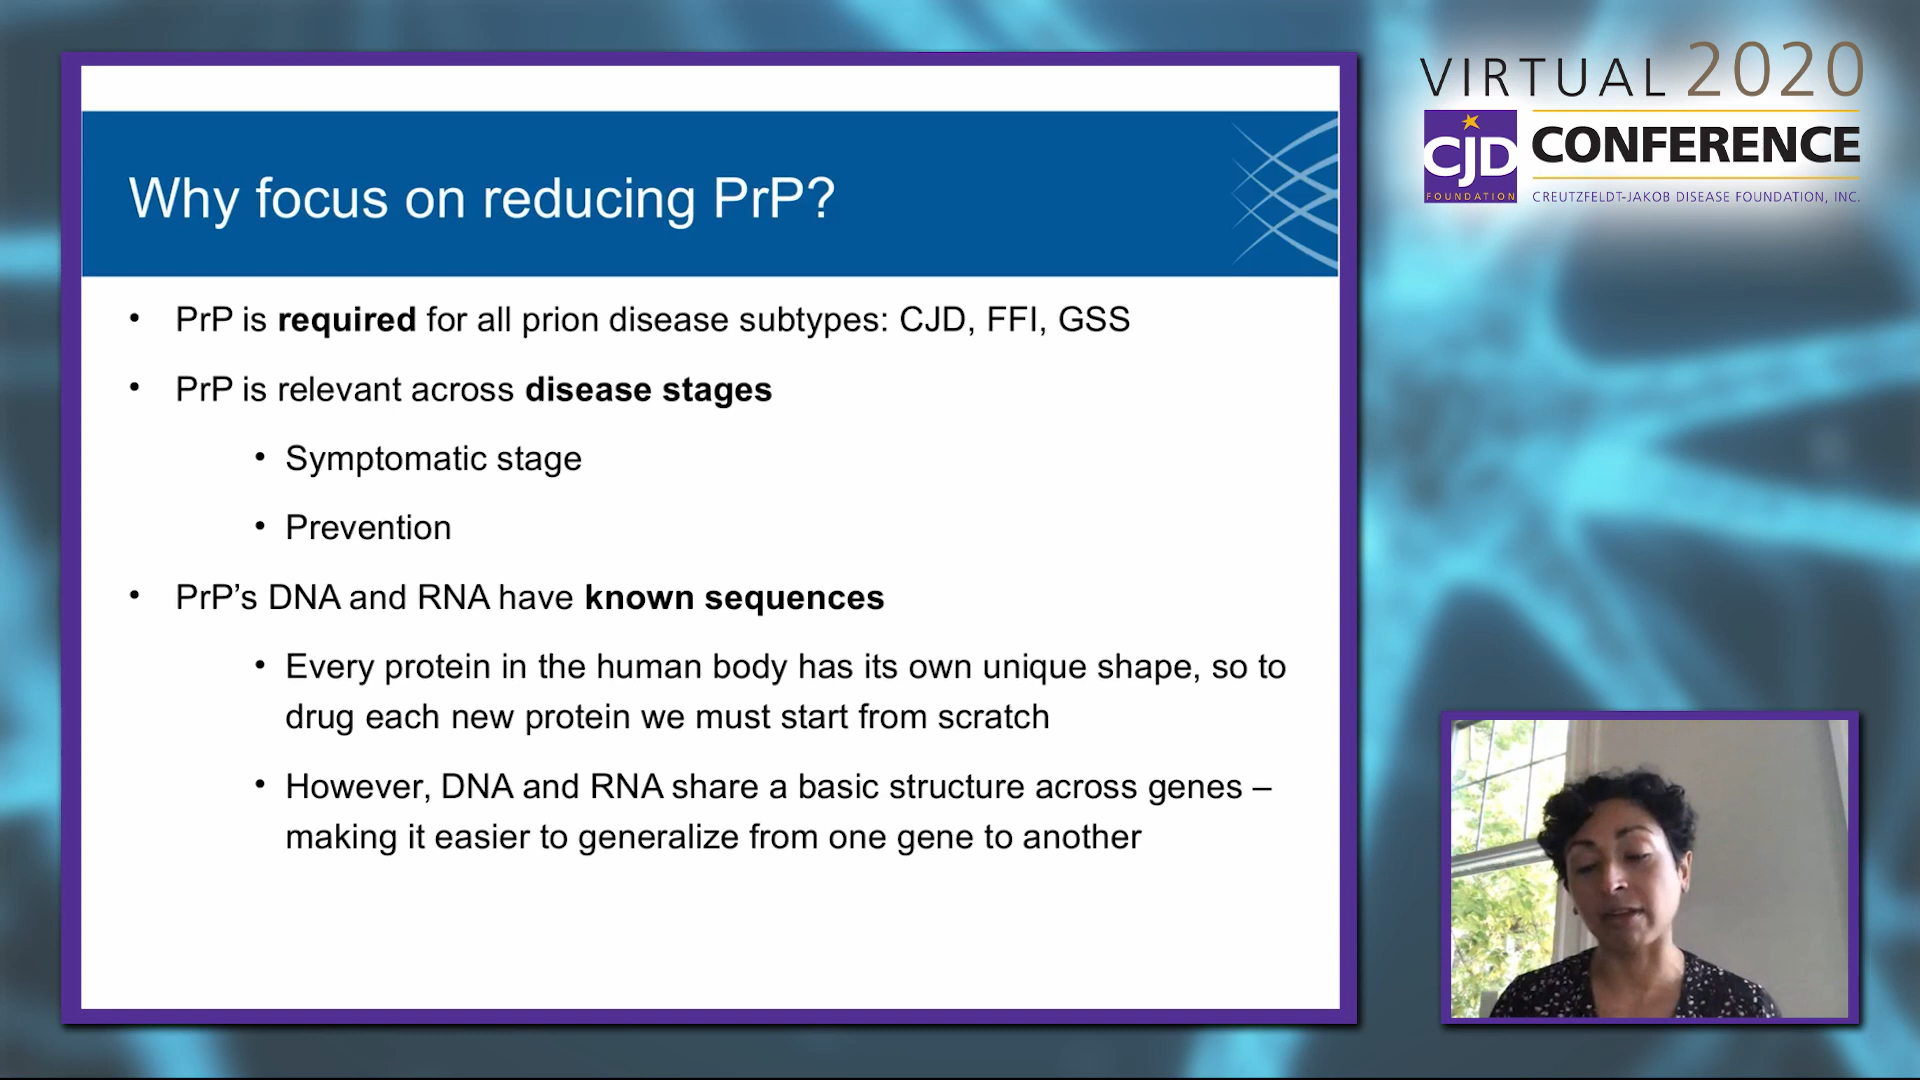 Why focus on reducing PrP?
• PrP is required for all prion disease subtypes: CJD, FFI, GSS
• PrP is relevant across disease stages
• Symptomatic stage
• Prevention
• PrP’s DNA and RNA have known sequences
• Every protein in the human body has its own unique shape, so to
drug each new protein we must start from scratch
• However, DNA and RNA share a basic structure across genes –
making it easier to generalize from one gene to another
VIRTUAL 2020
CJD
FOUNDATION
CONFERENCE
CREUTZFELDT-JAKOB DISEASE FOUNDATION, INC.